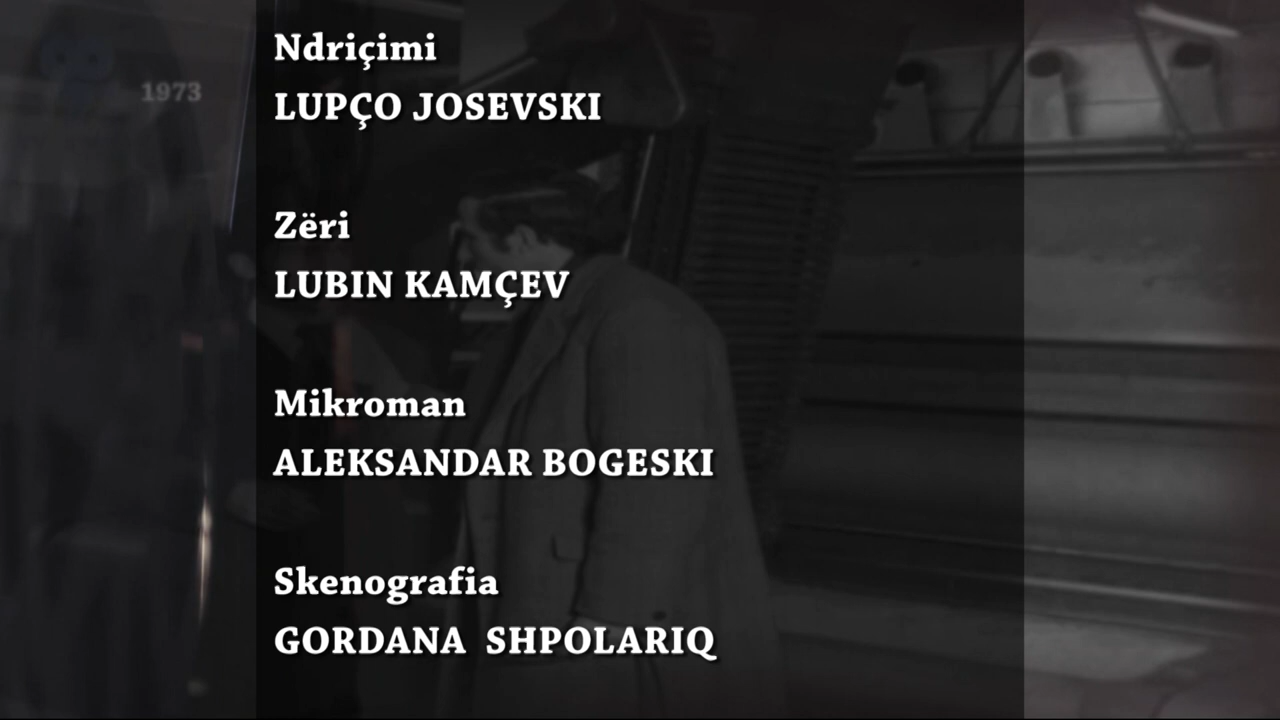 1973
Ndriçimi
LUPÇO JOSEVSKI
Zëri
LUBIN KAMÇEV
Mikroman
ALEKSANDAR BOGESKI
Skenografia
GORDANA SHPOLARIQ